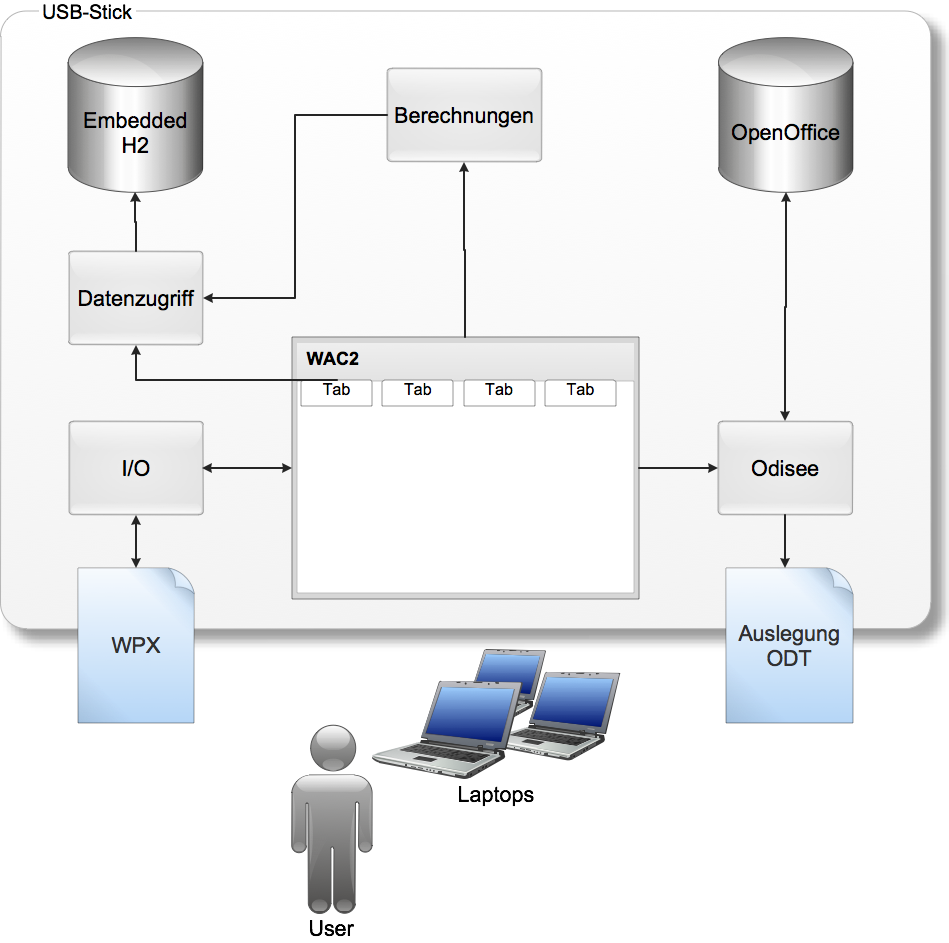 USB-Stick
Embedded
H2
Berechnungen
OpenOffice
Datenzugriff
WAC2
Tab Tab Tab Tab
I/O
Odisee
WPX
Auslegung
ODT
Laptops
User